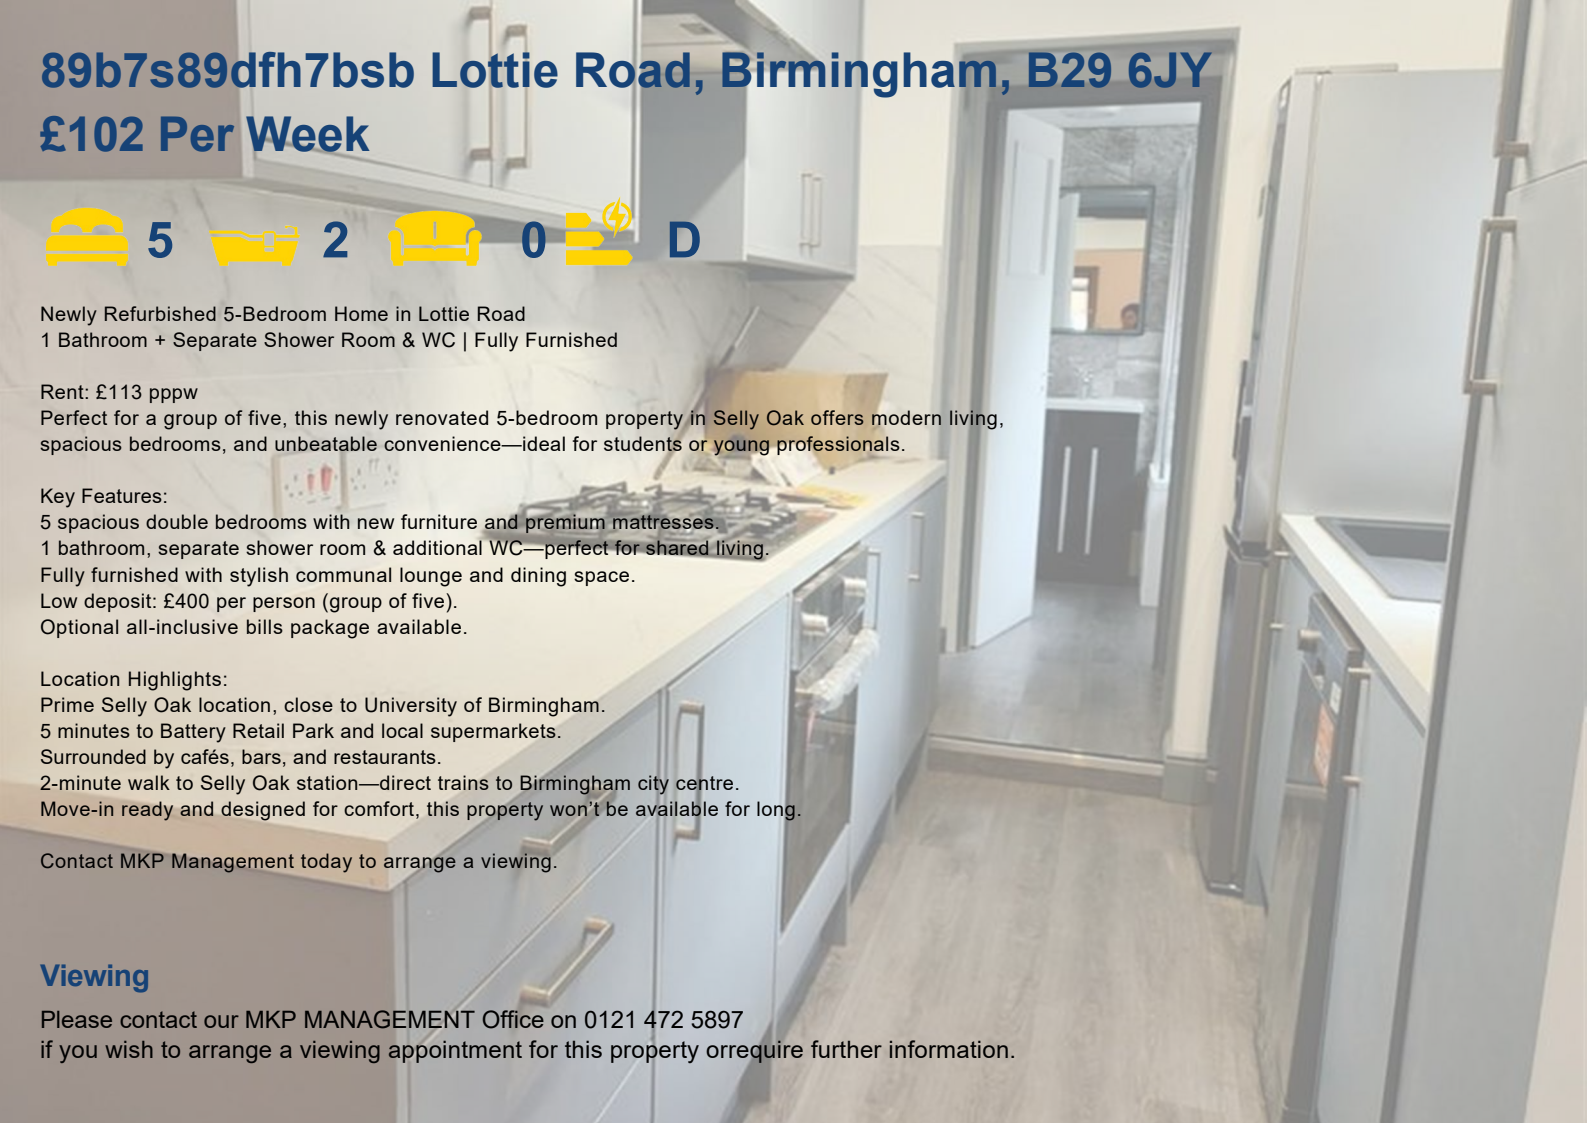 89b7s89dfh7bsb Lottie Road, Birmingham, B29 6JY
£102 Per Week
5 2 0 D
Newly Refurbished 5-Bedroom Home in Lottie Road
1 Bathroom + Separate Shower Room & WC | Fully Furnished
Rent: £113 pppw
Perfect for a group of five, this newly renovated 5-bedroom property in Selly Oak offers modern living,
spacious bedrooms, and unbeatable convenience—ideal for students or young professionals.
Key Features:
5 spacious double bedrooms with new furniture and premium mattresses.
1 bathroom, separate shower room & additional WC—perfect for shared living.
Fully furnished with stylish communal lounge and dining space.
Low deposit: £400 per person (group of five).
Optional all-inclusive bills package available.
Location Highlights:
Prime Selly Oak location, close to University of Birmingham.
5 minutes to Battery Retail Park and local supermarkets.
Surrounded by cafés, bars, and restaurants.
2-minute walk to Selly Oak station—direct trains to Birmingham city centre.
Move-in ready and designed for comfort, this property won’t be available for long.
Contact MKP Management today to arrange a viewing.
Viewing
Please contact our MKP MANAGEMENT Office on 0121 472 5897
if you wish to arrange a viewing appointment for this property orrequire further information.